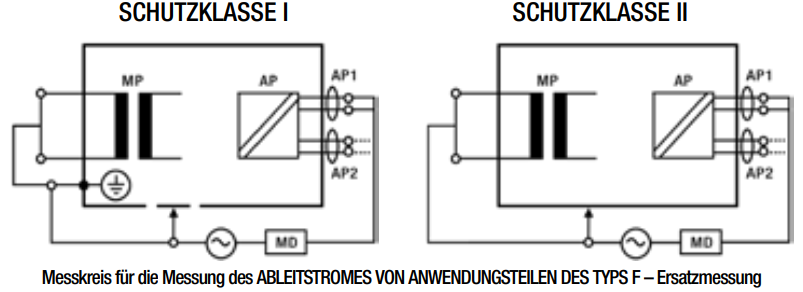 SCHUTZKLASSE I
SCHUTZKLASSE II
MP
AP
AP1
AP2
MD
MP
AP
AP1
AP2
MD
Messkreis für die Messung des ABLEITSTROMES VON ANWENDUNGSTEILEN DES TYPS F – Ersatzmessung